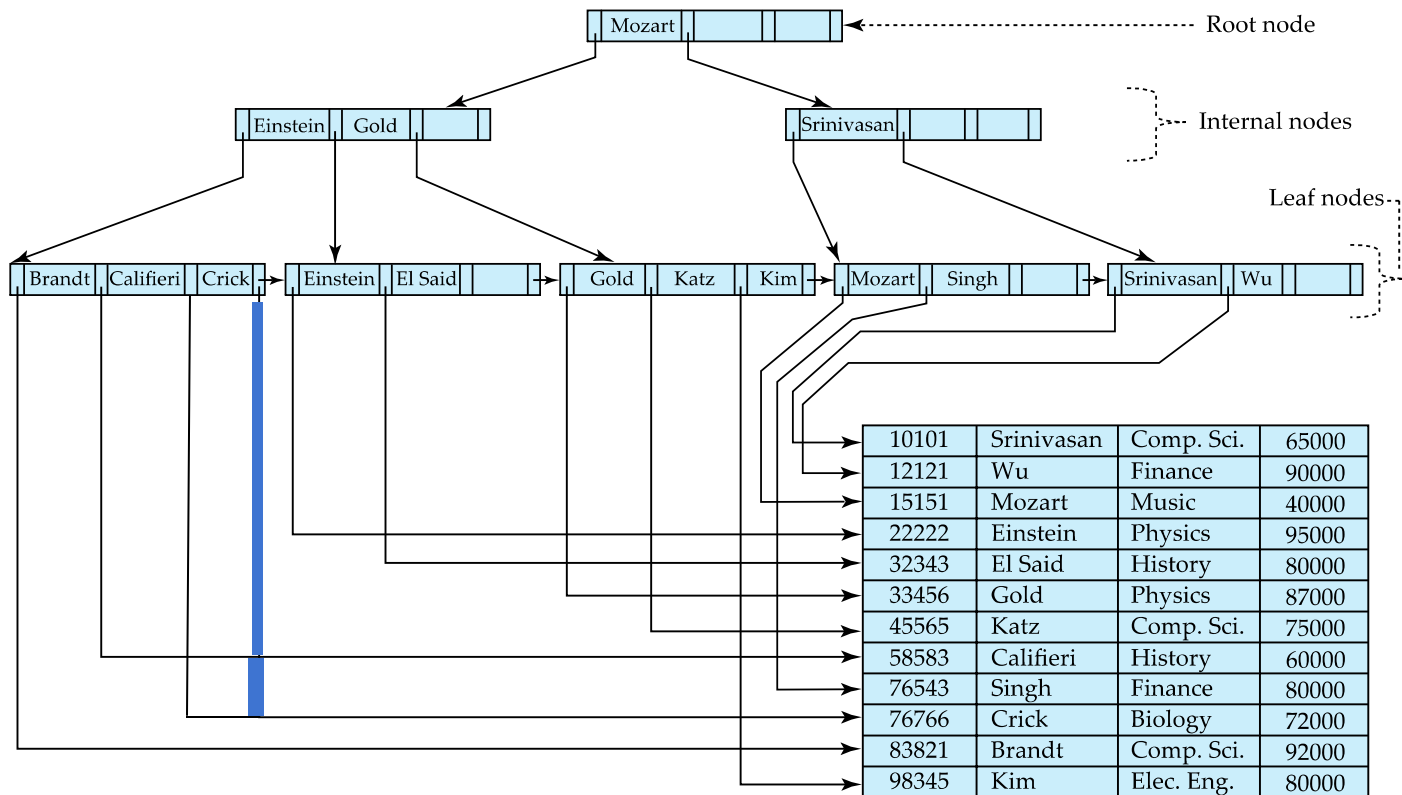 Mozart
Root node
Einstein Gold
Srinivasan
Internal nodes
Leaf nodes
Brandt Califieri Crick
Einstein El Said
Gold Katz Kim
Mozart Singh
Srinivasan Wu
10101 Srinivasan Comp. Sci. 65000
12121 Wu Finance 90000
15151 Mozart Music 40000
22222 Einstein Physics 95000
32343 El Said History 80000
33456 Gold Physics 87000
45565 Katz Comp. Sci. 75000
58583 Califieri History 60000
76543 Singh Finance 80000
76766 Crick Biology 72000
83821 Brandt Comp. Sci. 92000
98345 Kim Elec. Eng. 80000